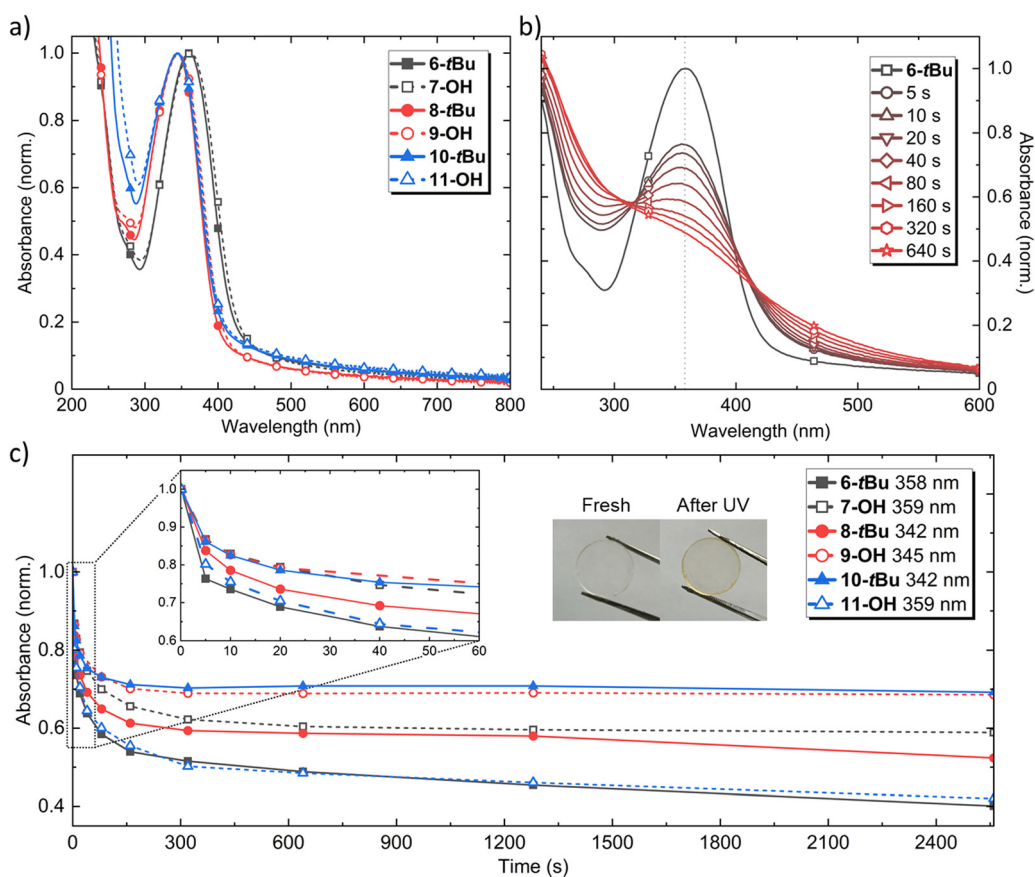 a)
Absorbance (norm.)
1.0
0.8
0.6
0.4
0.2
0
200 300 400 500 600 700 800
Wavelength (nm)
6-tBu
7-OH
8-tBu
9-OH
10-tBu
11-OH
b)
Absorbance (norm.)
1.0
0.8
0.6
0.4
0.2
0
300 400 500 600
Wavelength (nm)
6-tBu
5 s
10 s
20 s
40 s
80 s
160 s
320 s
640 s
c)
Absorbance (norm.)
1.0
0.8
0.6
0.4
0 300 600 900 1200 1500 1800 2100 2400
Time (s)
1.0
0.9
0.8
0.7
0.6
0 10 20 30 40 50 60
Fresh After UV
6-tBu 358 nm
7-OH 359 nm
8-tBu 342 nm
9-OH 345 nm
10-tBu 342 nm
11-OH 359 nm